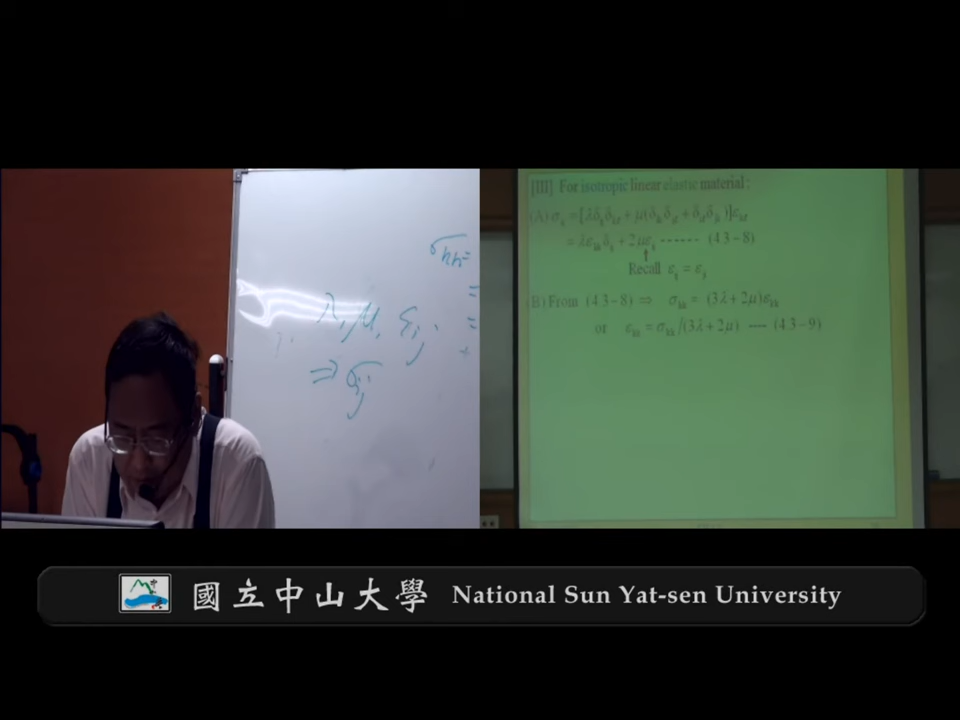 σₖₖ=
=
=
λ, μ, εᵢⱼ.
⇒ σᵢⱼ
[III] For isotropic linear elastic material :
(A) σᵢⱼ = [λδᵢⱼδₖₗ + μ(δᵢₖδⱼₗ + δᵢₗδⱼₖ)]εₖₗ
= λεₖₖδᵢⱼ + 2μεᵢⱼ ------ (4.3-8)
Recall εᵢⱼ = εⱼᵢ
(B) From (4.3-8) ⇒ σₖₖ = (3λ+2μ)εₖₖ
or εₖₖ = σₖₖ/(3λ+2μ) ---- (4.3-9)
國立中山大學 National Sun Yat-sen University